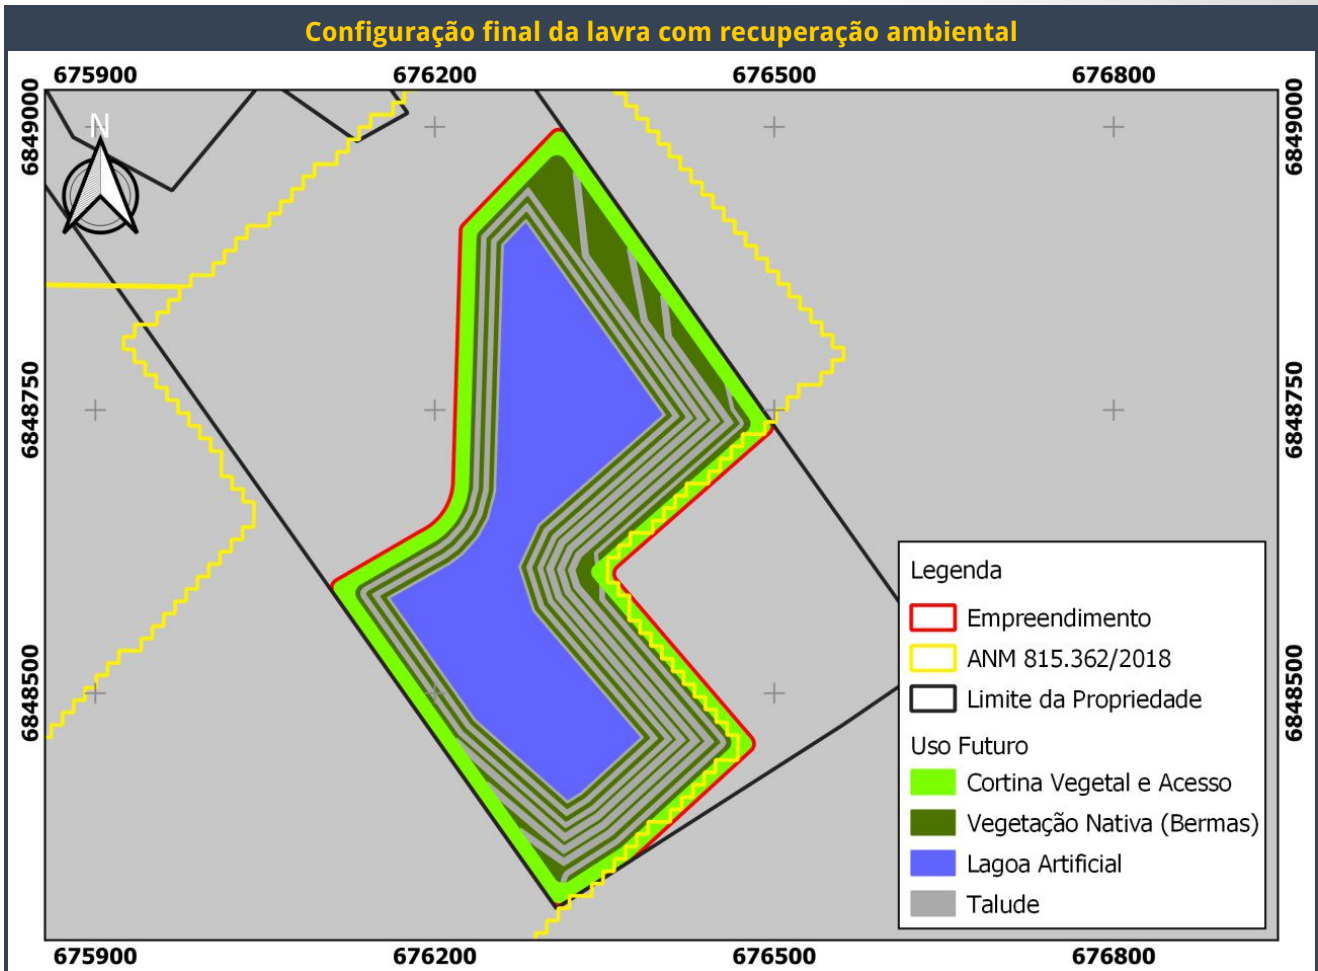 Configuração final da lavra com recuperação ambiental
675900 676200 676500 676800
6849000 6849000
N
6848750 6848750
6848500 6848500
Legenda
Empreendimento
ANM 815.362/2018
Limite da Propriedade
Uso Futuro
Cortina Vegetal e Acesso
Vegetação Nativa (Bermas)
Lagoa Artificial
Talude
675900 676200 676500 676800